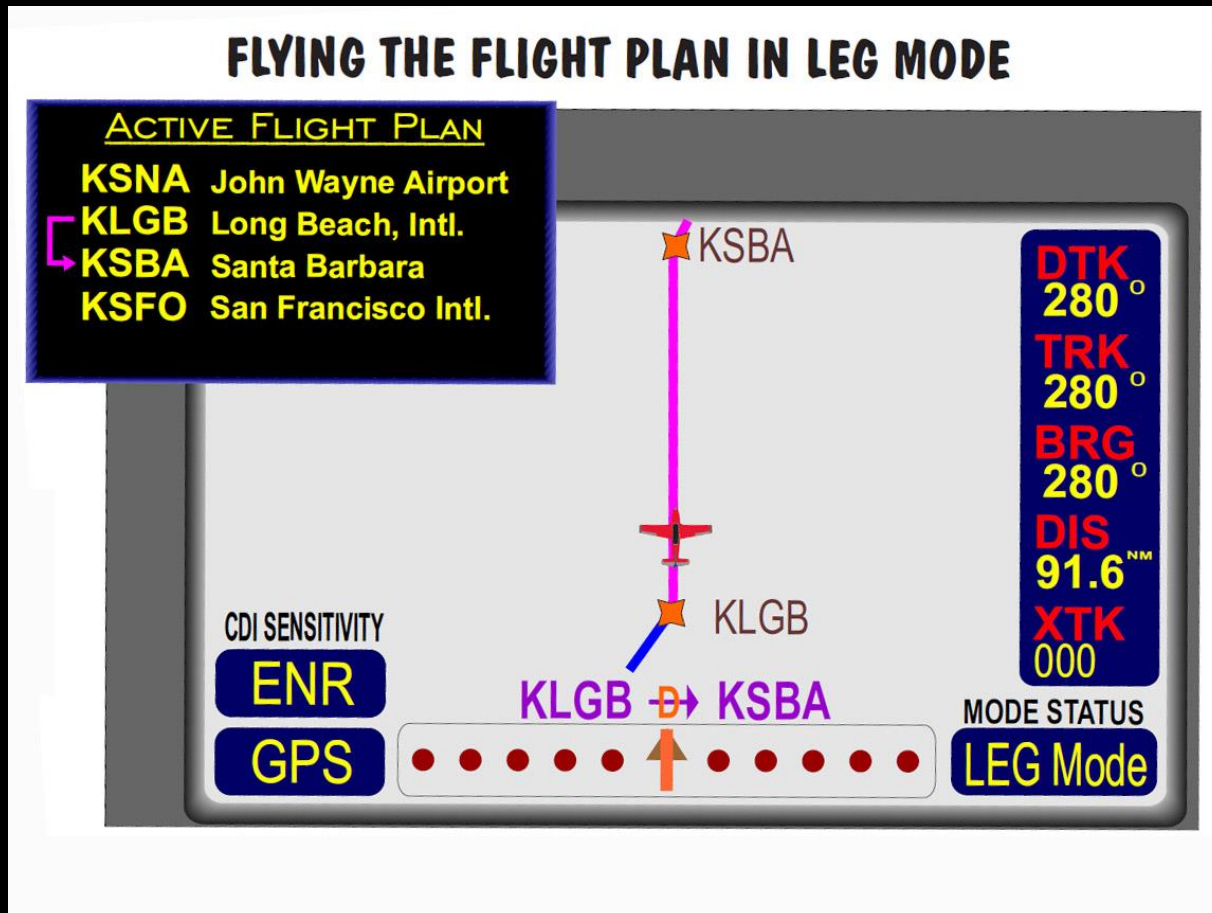 FLYING THE FLIGHT PLAN IN LEG MODE
ACTIVE FLIGHT PLAN
KSNA John Wayne Airport
KLGB Long Beach, Intl.
KSBA Santa Barbara
KSFO San Francisco Intl.
KSBA
DTK
280 °
TRK
280 °
BRG
280 °
DIS
91.6 NM
XTK
000
KLGB
CDI SENSITIVITY
ENR
GPS
KLGB D KSBA
MODE STATUS
LEG Mode